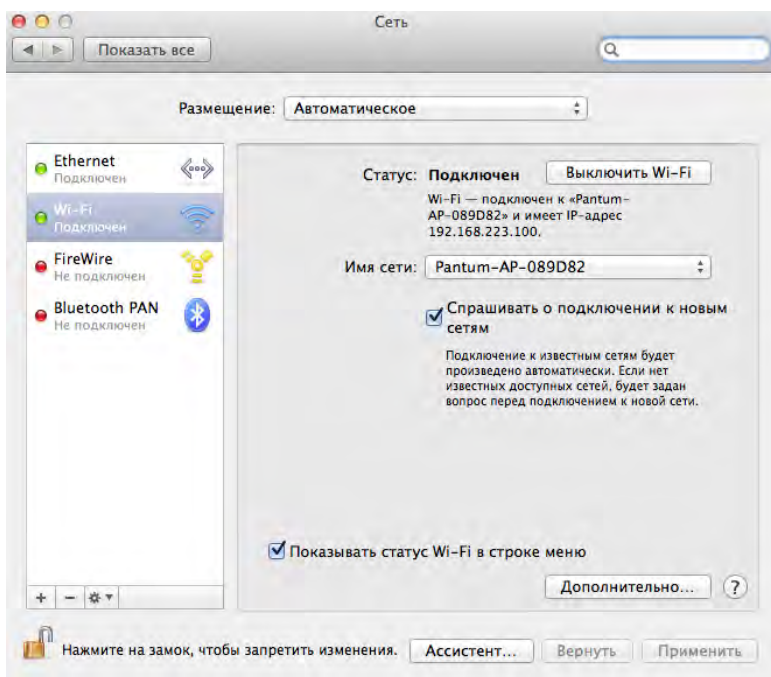 Сеть
Показать все
Размещение: Автоматическое
Ethernet
Подключен
Wi-Fi
Подключен
FireWire
Не подключен
Bluetooth PAN
Не подключен
Статус: Подключен Выключить Wi-Fi
Wi-Fi — подключен к «Pantum-
AP-089D82» и имеет IP-адрес
192.168.223.100.
Имя сети: Pantum-AP-089D82
Спрашивать о подключении к новым
сетям
Подключение к известным сетям будет
произведено автоматически. Если нет
известных доступных сетей, будет задан
вопрос перед подключением к новой сети.
Показывать статус Wi-Fi в строке меню
Дополнительно... ?
Нажмите на замок, чтобы запретить изменения. Ассистент... Вернуть Применить